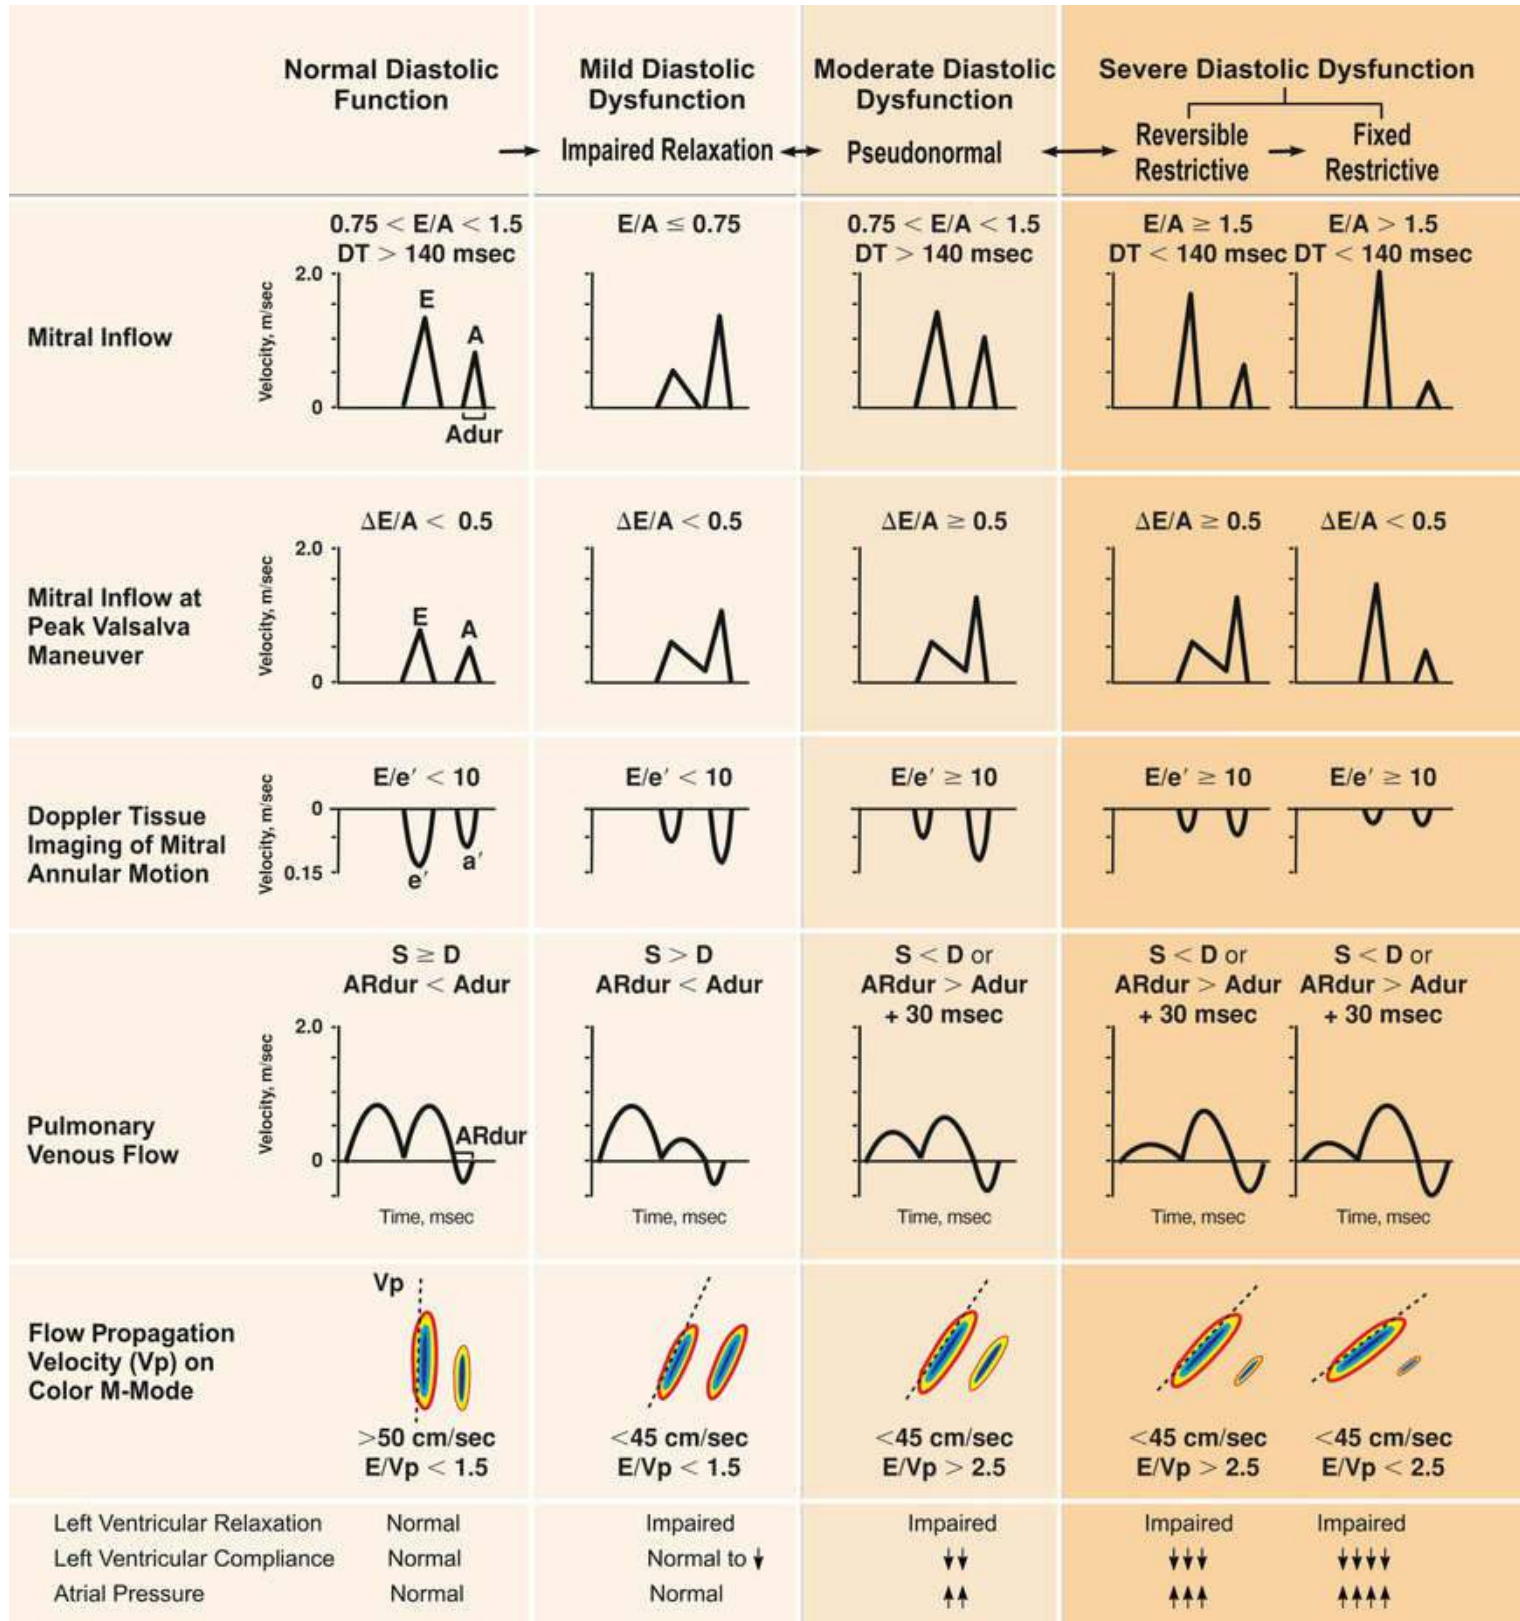 Normal Diastolic
Function
Mild Diastolic
Dysfunction
Moderate Diastolic
Dysfunction
Severe Diastolic Dysfunction
Impaired Relaxation
Pseudonormal
Reversible
Restrictive
Fixed
Restrictive
Mitral Inflow
Velocity, m/sec
2.0
0
0.75 < E/A < 1.5
DT > 140 msec
E
A
Adur
E/A ≤ 0.75
0.75 < E/A < 1.5
DT > 140 msec
E/A ≥ 1.5
DT < 140 msec
E/A > 1.5
DT < 140 msec
Mitral Inflow at
Peak Valsalva
Maneuver
Velocity, m/sec
2.0
0
ΔE/A < 0.5
E
A
ΔE/A < 0.5
ΔE/A ≥ 0.5
ΔE/A ≥ 0.5
ΔE/A < 0.5
Doppler Tissue
Imaging of Mitral
Annular Motion
Velocity, m/sec
0
0.15
E/e′ < 10
e′
a′
E/e′ < 10
E/e′ ≥ 10
E/e′ ≥ 10
E/e′ ≥ 10
Pulmonary
Venous Flow
Velocity, m/sec
2.0
0
S ≥ D
ARdur < Adur
ARdur
Time, msec
S > D
ARdur < Adur
Time, msec
S < D or
ARdur > Adur
+ 30 msec
Time, msec
S < D or
ARdur > Adur
+ 30 msec
Time, msec
S < D or
ARdur > Adur
+ 30 msec
Time, msec
Flow Propagation
Velocity (Vp) on
Color M-Mode
Vp
>50 cm/sec
E/Vp < 1.5
<45 cm/sec
E/Vp < 1.5
<45 cm/sec
E/Vp > 2.5
<45 cm/sec
E/Vp > 2.5
<45 cm/sec
E/Vp < 2.5
Left Ventricular Relaxation Normal Impaired Impaired Impaired Impaired
Left Ventricular Compliance Normal Normal to ↓ ↓↓ ↓↓↓ ↓↓↓↓
Atrial Pressure Normal Normal ↑↑ ↑↑↑ ↑↑↑↑